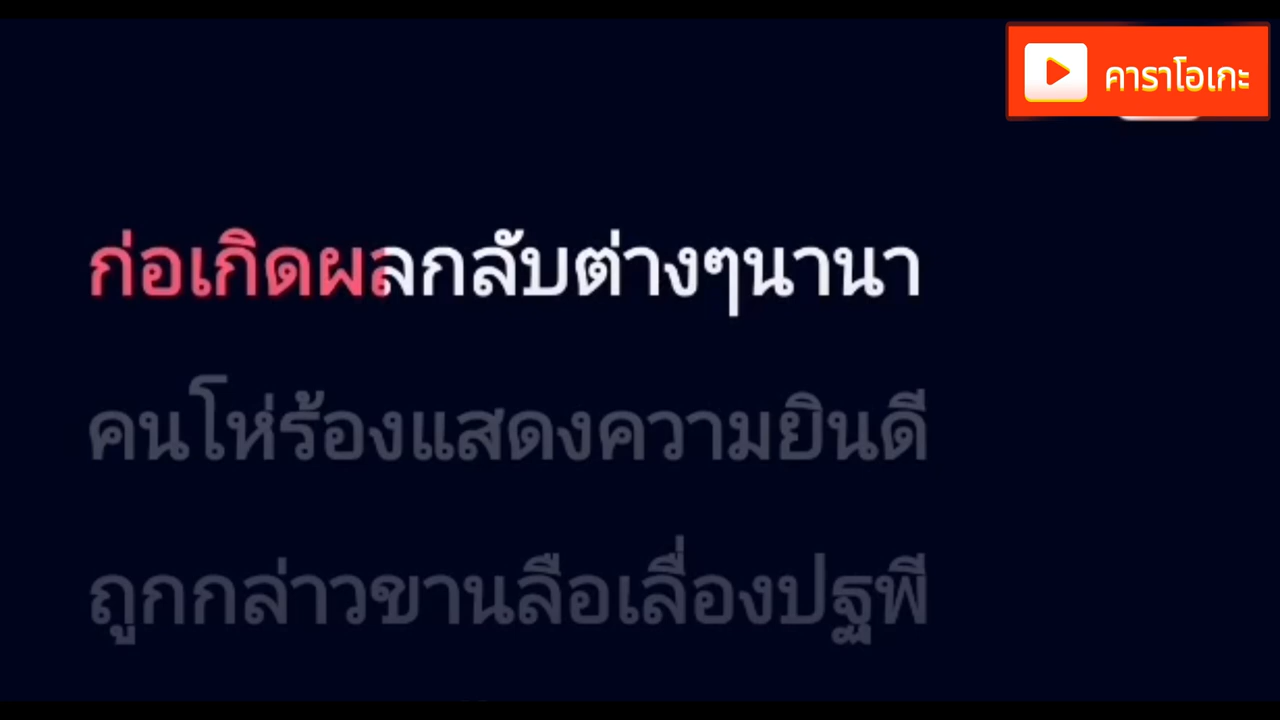 คาราโอเกะ
ก่อเกิดผลกลับต่างๆนานา
คนโห่ร้องแสดงความยินดี
ถูกกล่าวขานลือเลื่องปฐพี